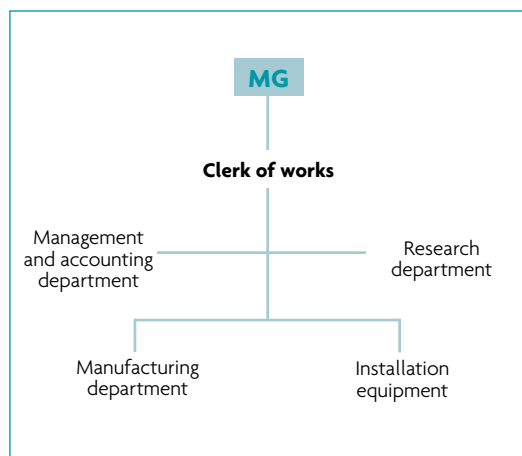 MG
Clerk of works
Management
and accounting
department
Research
department
Manufacturing
department
Installation
equipment